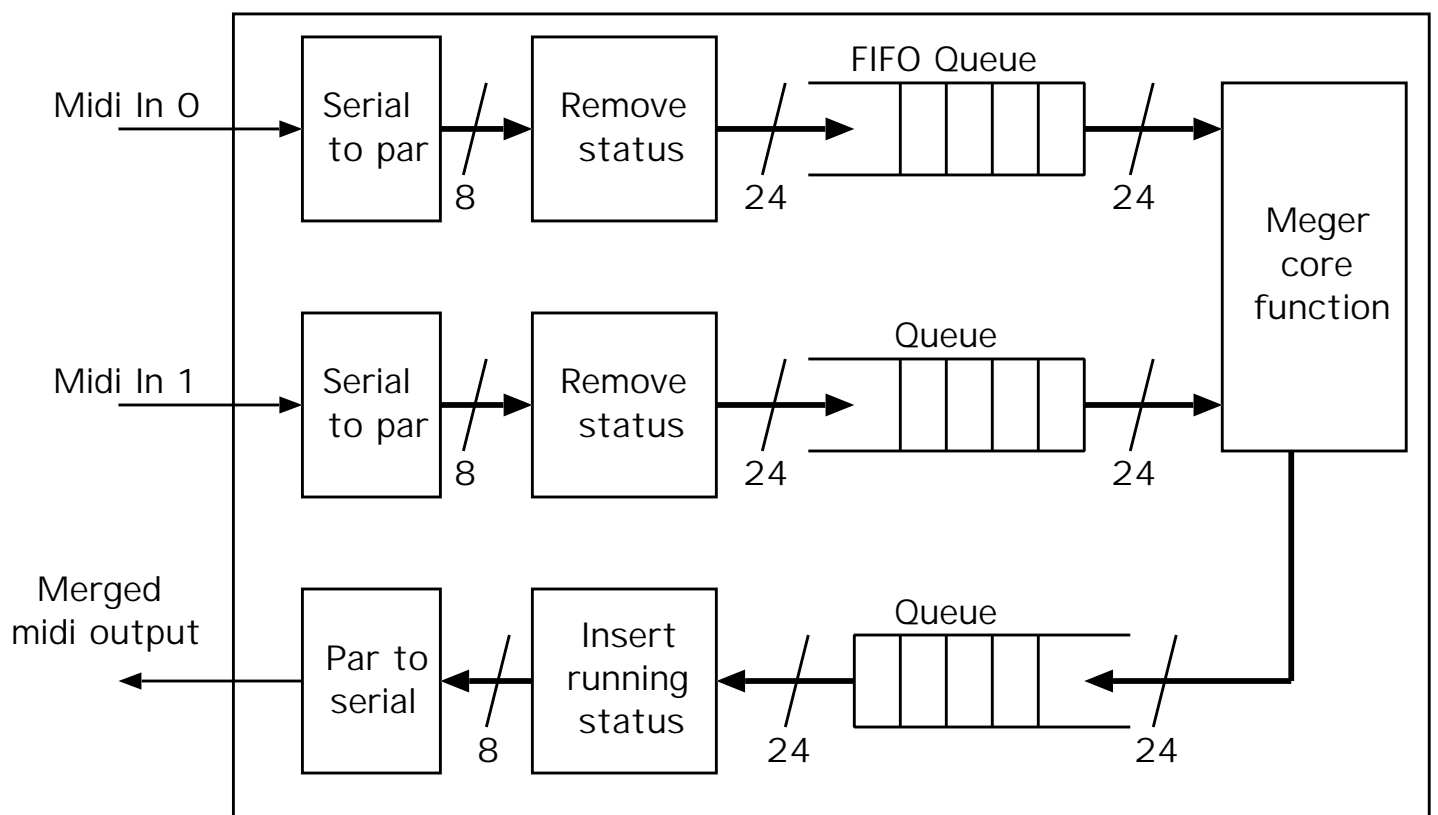 FIFO Queue
Midi In 0
Serial
to par
8
Remove
status
24
24
Meger
core
function
Queue
Midi In 1
Serial
to par
8
Remove
status
24
24
Merged
midi output
Par to
serial
8
Insert
running
status
24
Queue
24